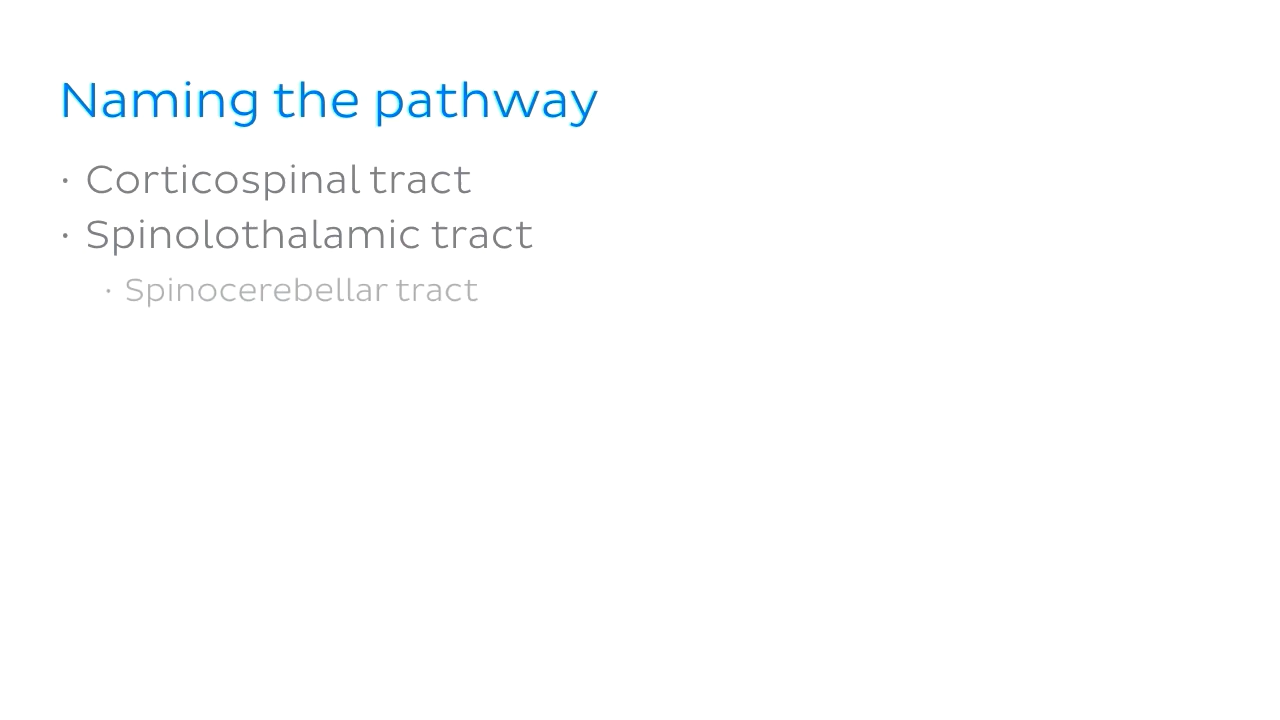 Naming the pathway
· Corticospinal tract
· Spinolothalamic tract
· Spinocerebellar tract